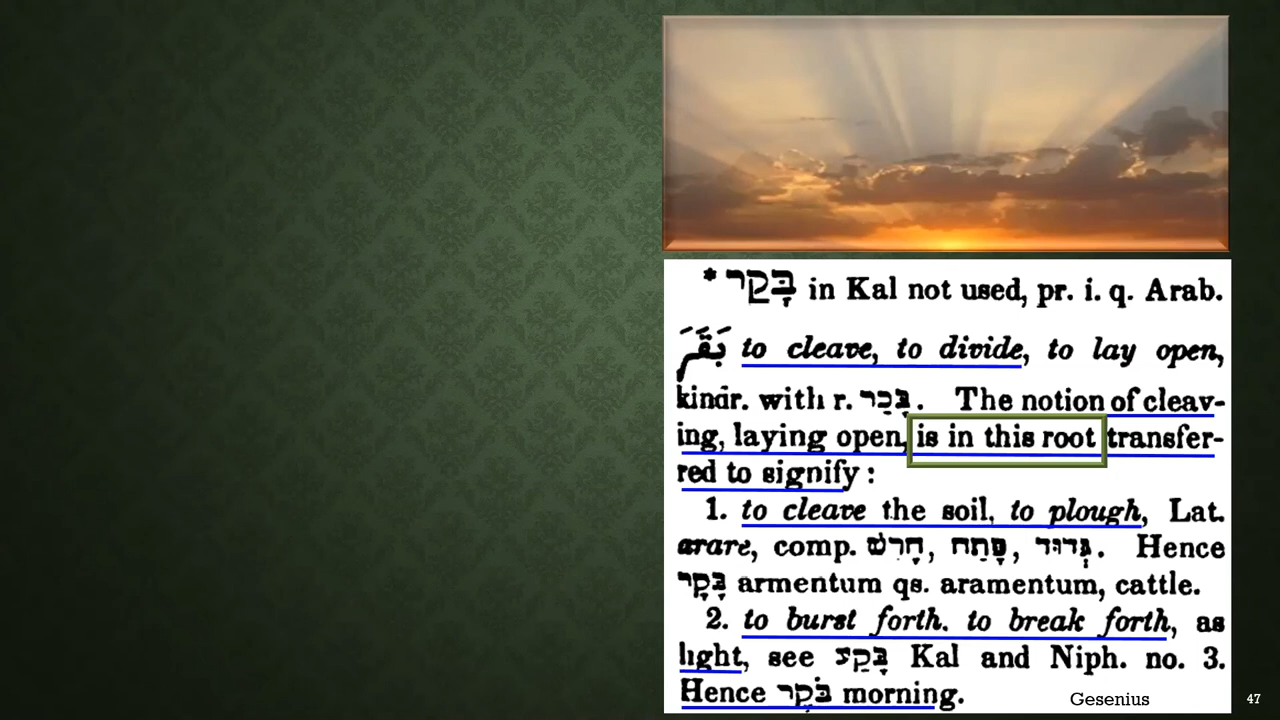 * בָּקַר in Kal not used, pr. i. q. Arab.
بَقَرَ to cleave, to divide, to lay open,
kindr. with r. בָּכַר. The notion of cleav-
ing, laying open, is in this root transfer-
red to signify :
1. to cleave the soil, to plough, Lat.
arare, comp. חָרַשׁ, פָּתַח, גְּדוּד. Hence
בָּקָר armentum qs. aramentum, cattle.
2. to burst forth, to break forth, as
light, see בָּקַע Kal and Niph. no. 3.
Hence בֹּקֶר morning.
Gesenius
47